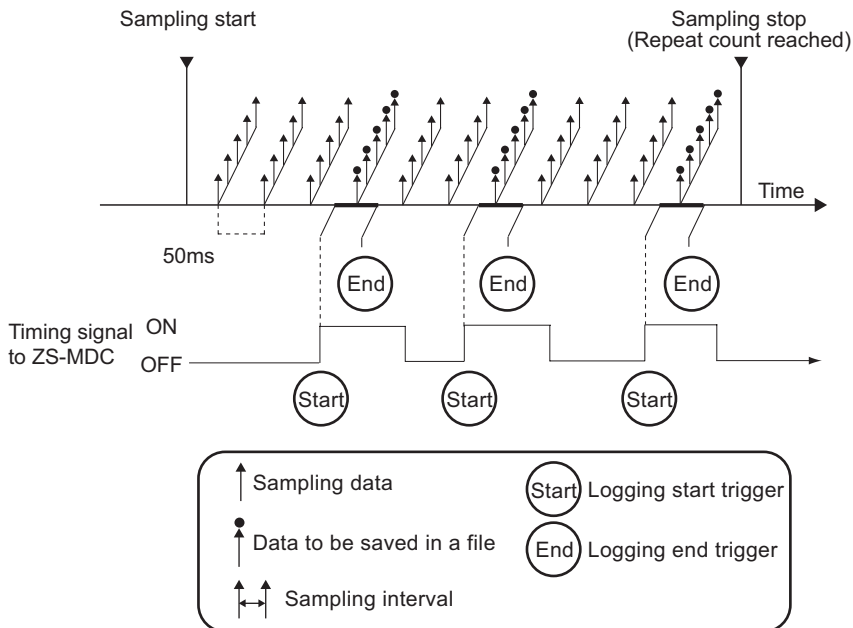 Sampling start
Sampling stop
(Repeat count reached)
Time
50ms
End
End
End
Timing signal
to ZS-MDC
ON
OFF
Start
Start
Start
Sampling data
Start
Logging start trigger
Data to be saved in a file
End
Logging end trigger
Sampling interval